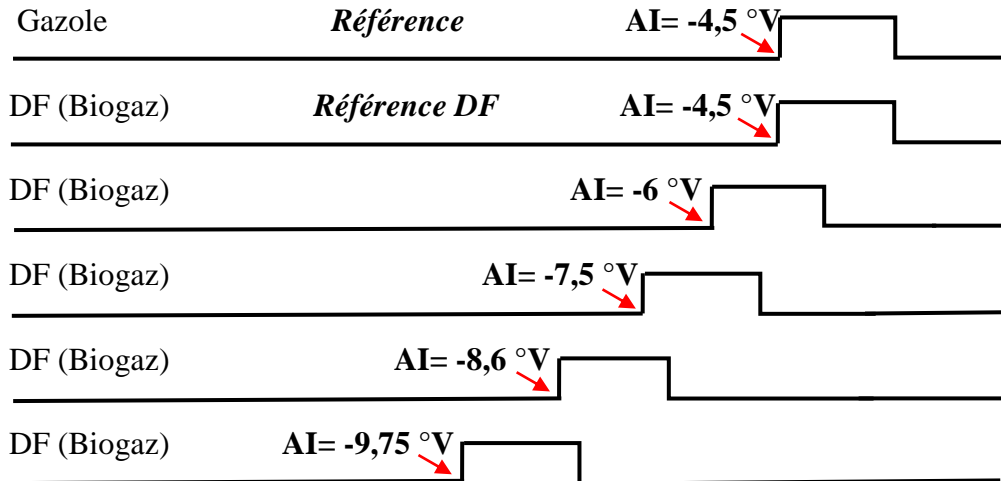 Gazole Référence AI= -4,5 °V
DF (Biogaz) Référence DF AI= -4,5 °V
DF (Biogaz) AI= -6 °V
DF (Biogaz) AI= -7,5 °V
DF (Biogaz) AI= -8,6 °V
DF (Biogaz) AI= -9,75 °V